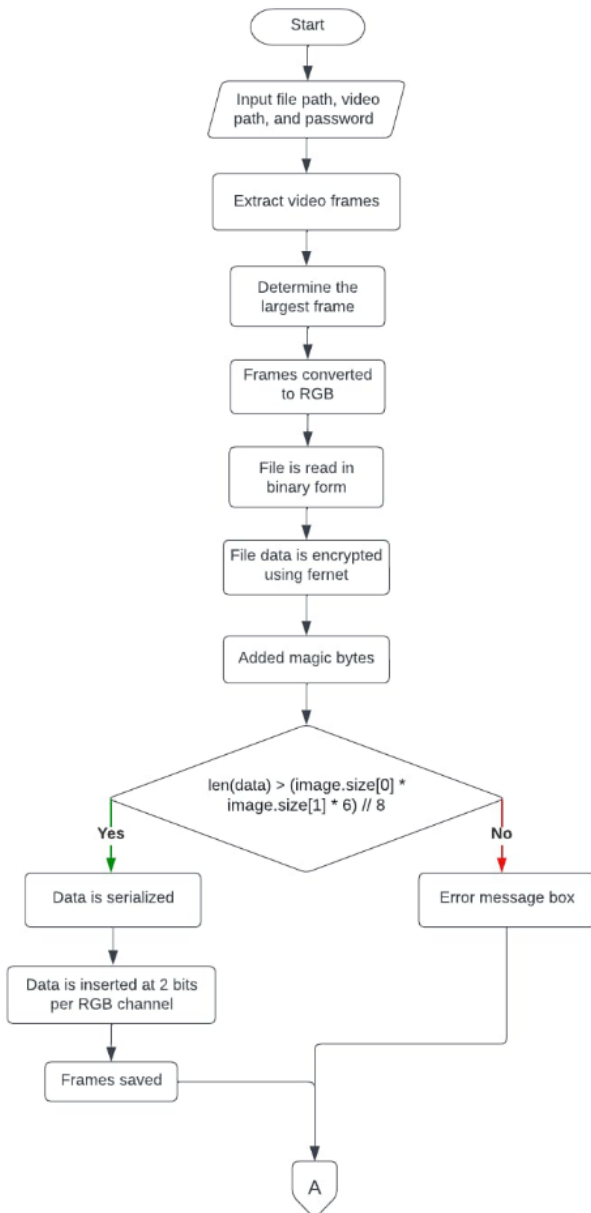 Start
Input file path, video
path, and password
Extract video frames
Determine the
largest frame
Frames converted
to RGB
File is read in
binary form
File data is encrypted
using fernet
Added magic bytes
len(data) > (image.size[0] *
image.size[1] * 6) // 8
Yes
No
Data is serialized
Error message box
Data is inserted at 2 bits
per RGB channel
Frames saved
A